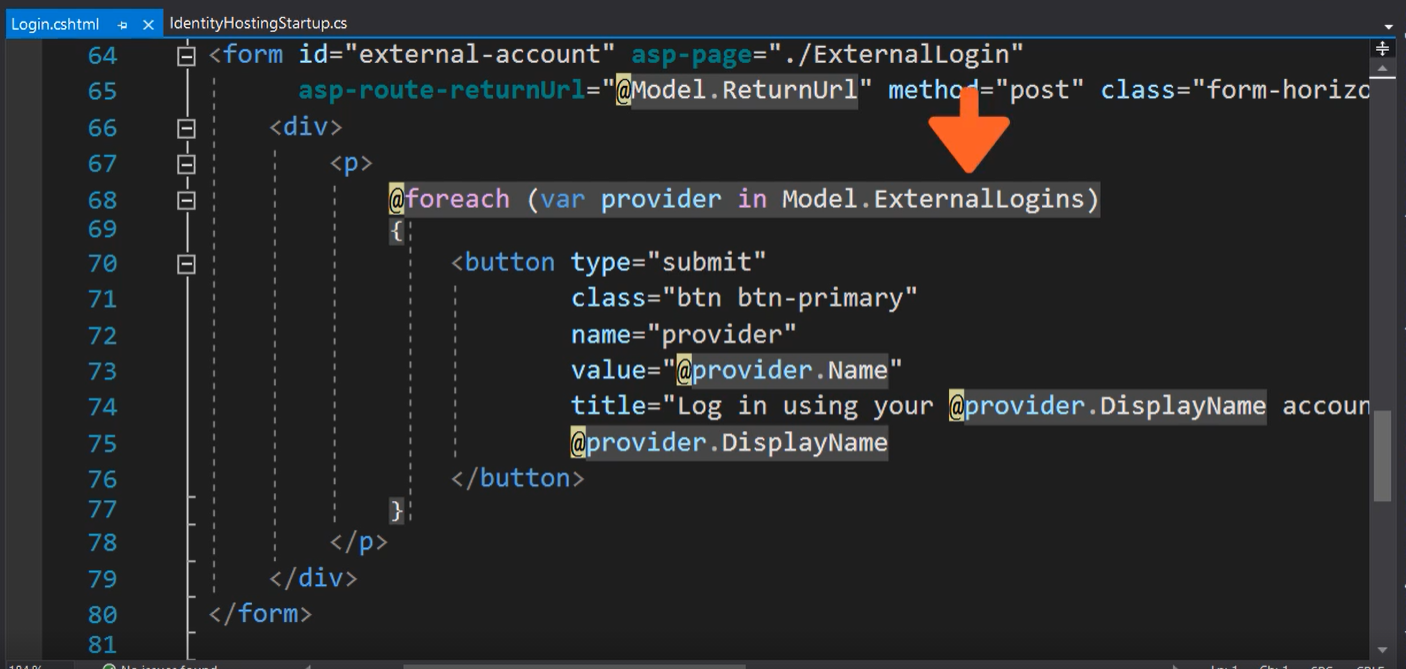 Login.cshtml
IdentityHostingStartup.cs
64 <form id="external-account" asp-page="./ExternalLogin"
65 asp-route-returnUrl="@Model.ReturnUrl" method="post" class="form-horizo
66 <div>
67 <p>
68 @foreach (var provider in Model.ExternalLogins)
69 {
70 <button type="submit"
71 class="btn btn-primary"
72 name="provider"
73 value="@provider.Name"
74 title="Log in using your @provider.DisplayName accoun
75 @provider.DisplayName
76 </button>
77 }
78 </p>
79 </div>
80 </form>
81